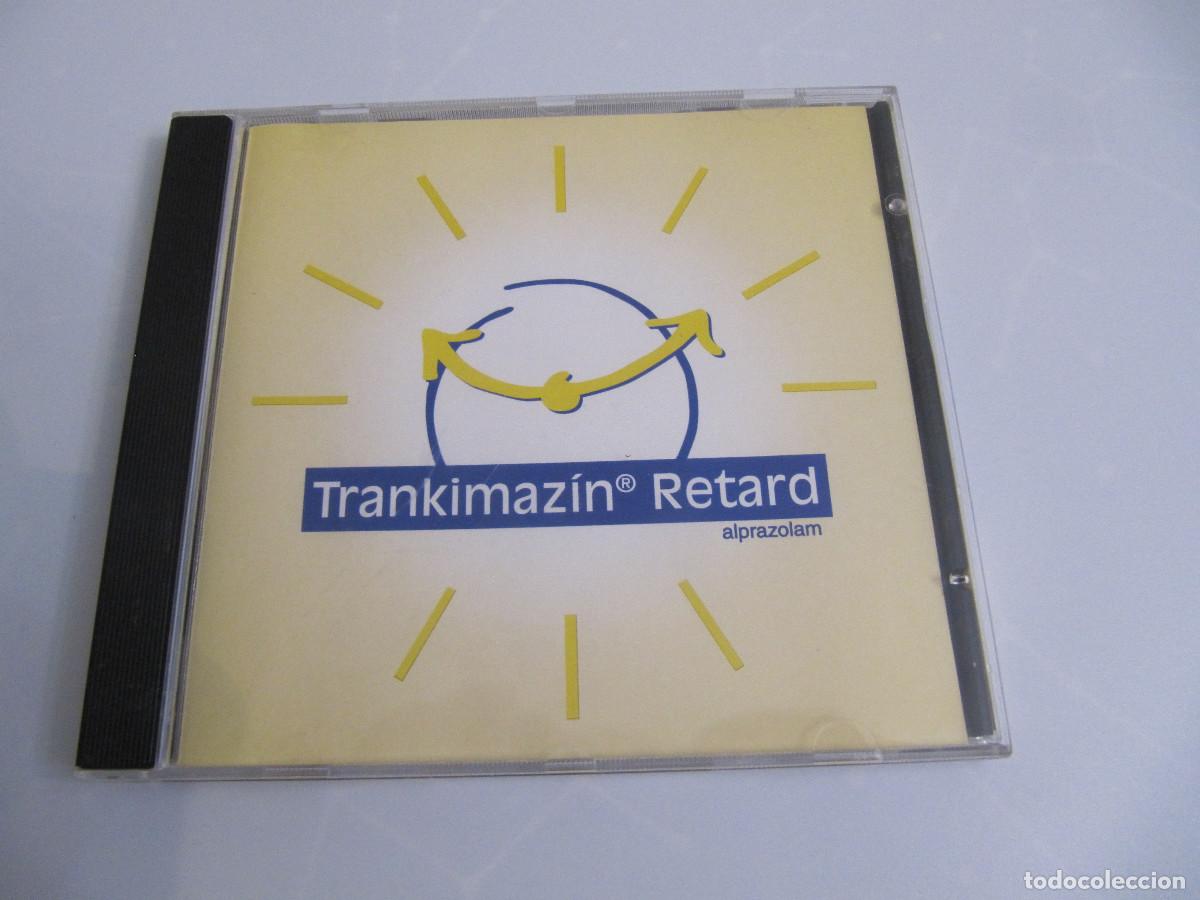 Trankimazín® Retard
alprazolam
todocoleccion